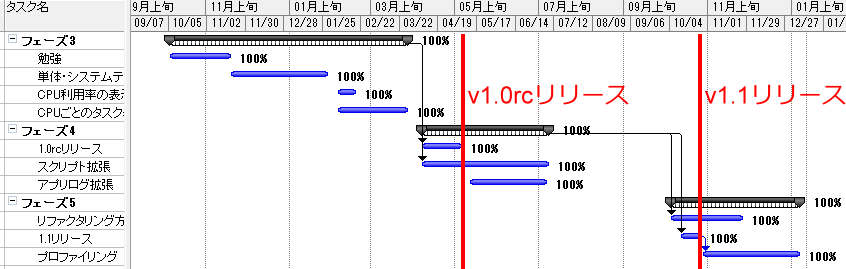 タスク名
9月上旬 11月上旬 01月上旬 03月上旬 05月上旬 07月上旬 09月上旬 11月上旬 01月上旬
09/07 10/05 11/02 11/30 12/28 01/25 02/22 03/22 04/19 05/17 06/14 07/12 08/09 09/06 10/04 11/01 11/29 12/27 01/
フェーズ3 100%
勉強 100%
単体・システムテ 100%
CPU利用率の表示 100%
CPUごとのタスク 100%
v1.0rcリリース v1.1リリース
フェーズ4 100%
1.0rcリリース 100%
スクリプト拡張 100%
アプリログ拡張 100%
フェーズ5 100%
リファクタリング方 100%
1.1リリース 100%
プロファイリング 100%